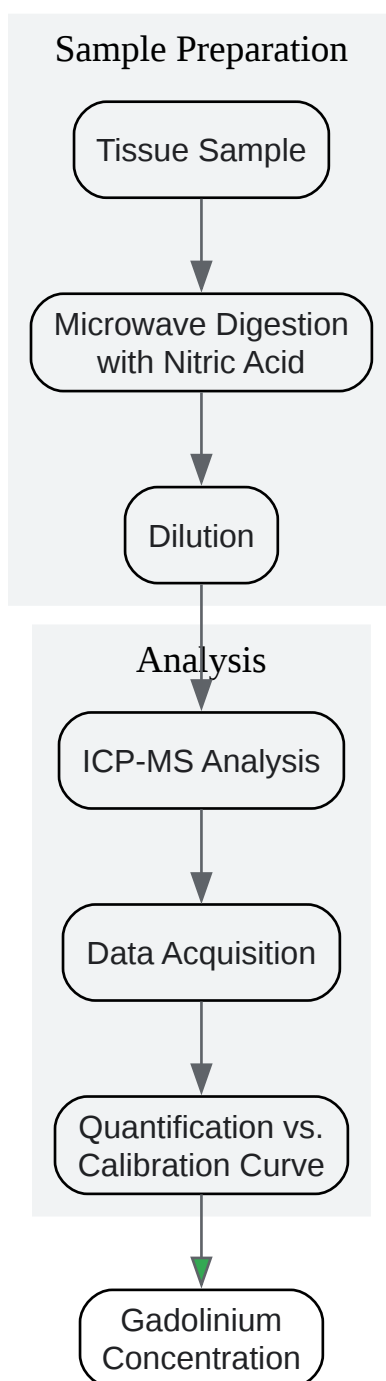 Sample Preparation
Tissue Sample
Microwave Digestion
with Nitric Acid
Dilution
Analysis
ICP-MS Analysis
Data Acquisition
Quantification vs.
Calibration Curve
Gadolinium
Concentration